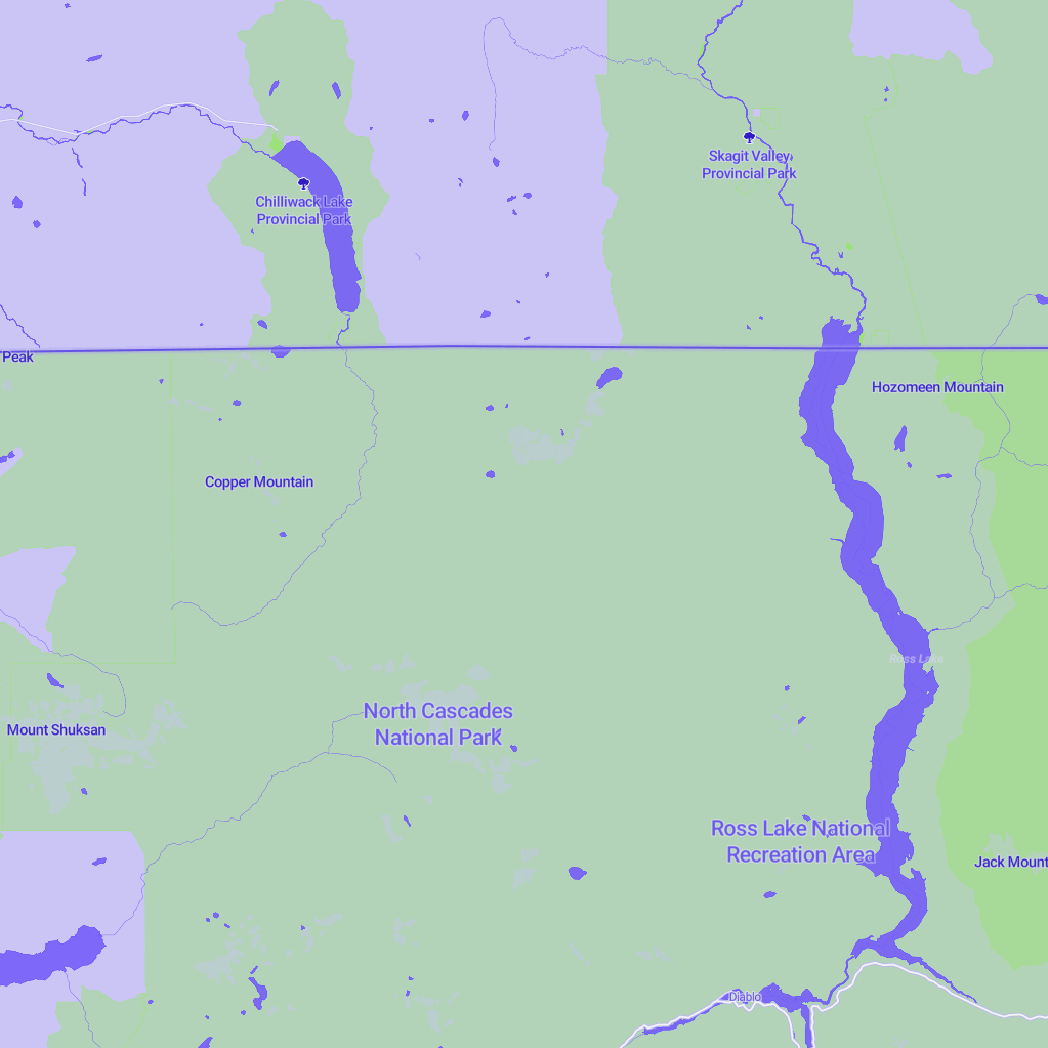 Skagit Valley
Provincial Park
Chilliwack Lake
Provincial Park
Peak
Hozomeen Mountain
Copper Mountain
Ross Lake
North Cascades
National Park
Mount Shuksan
Ross Lake National
Recreation Area
Jack Mount
Diablo